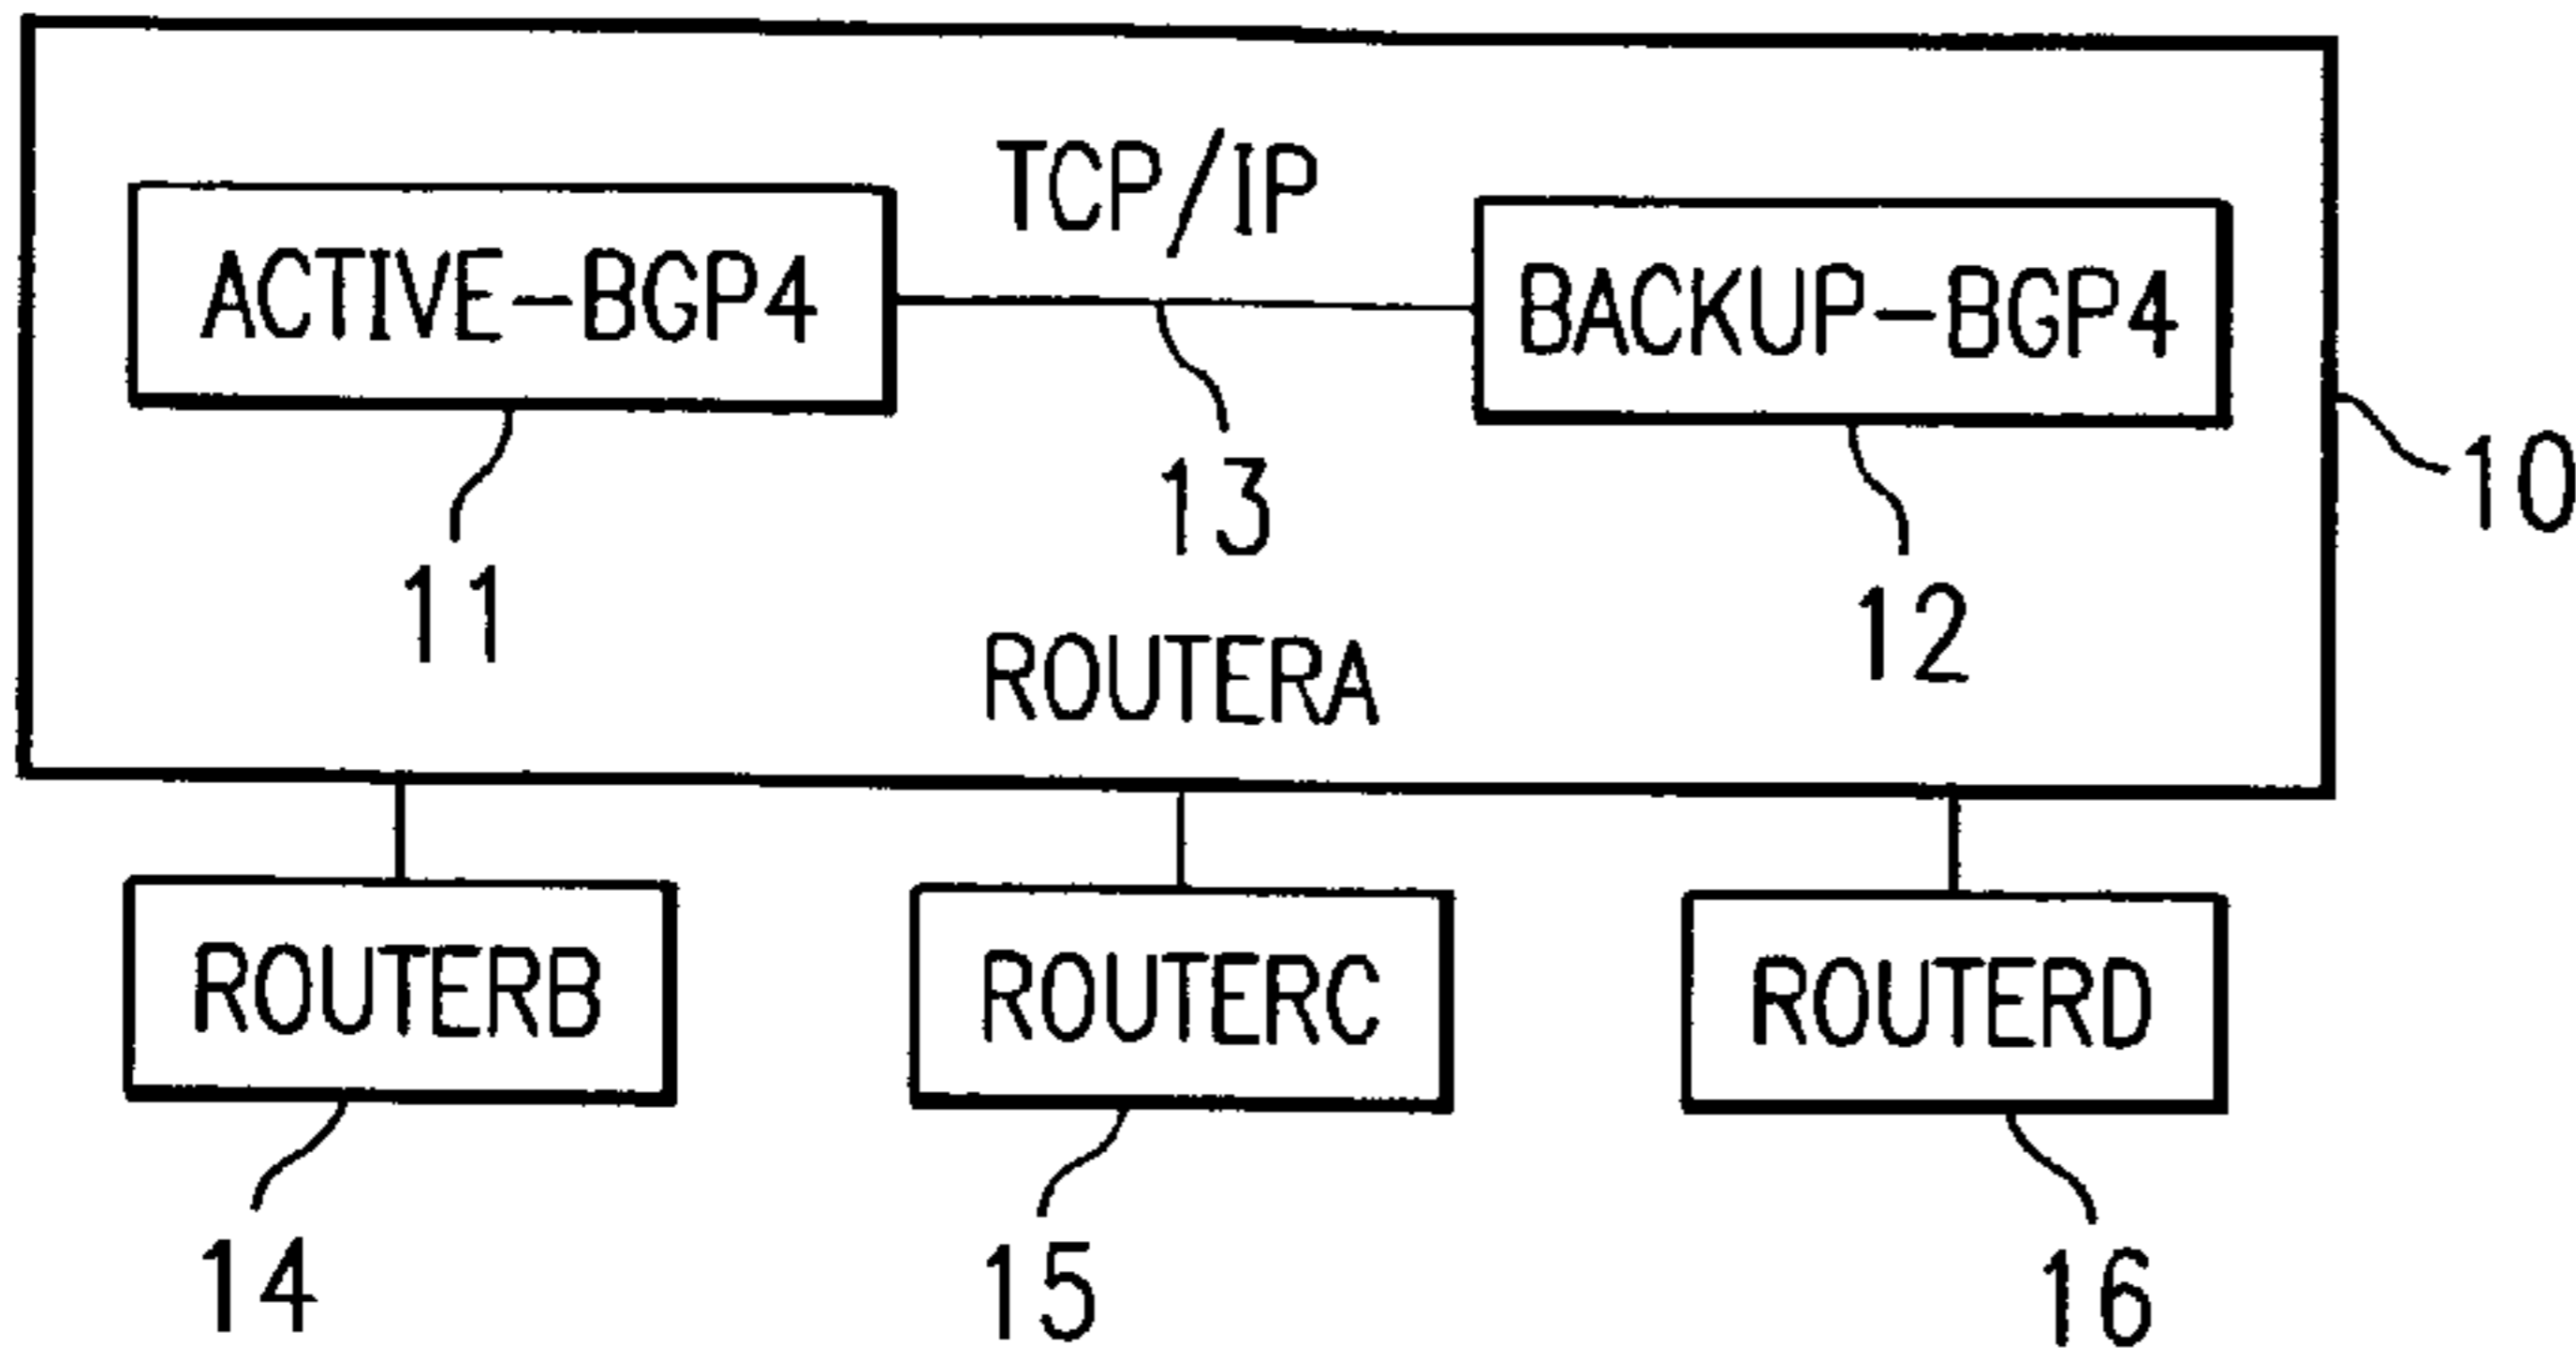 TCP/IP
ACTIVE-BGP4
BACKUP-BGP4
10
13
11
12
ROUTERA
ROUTERB
ROUTERC
ROUTERD
14
15
16